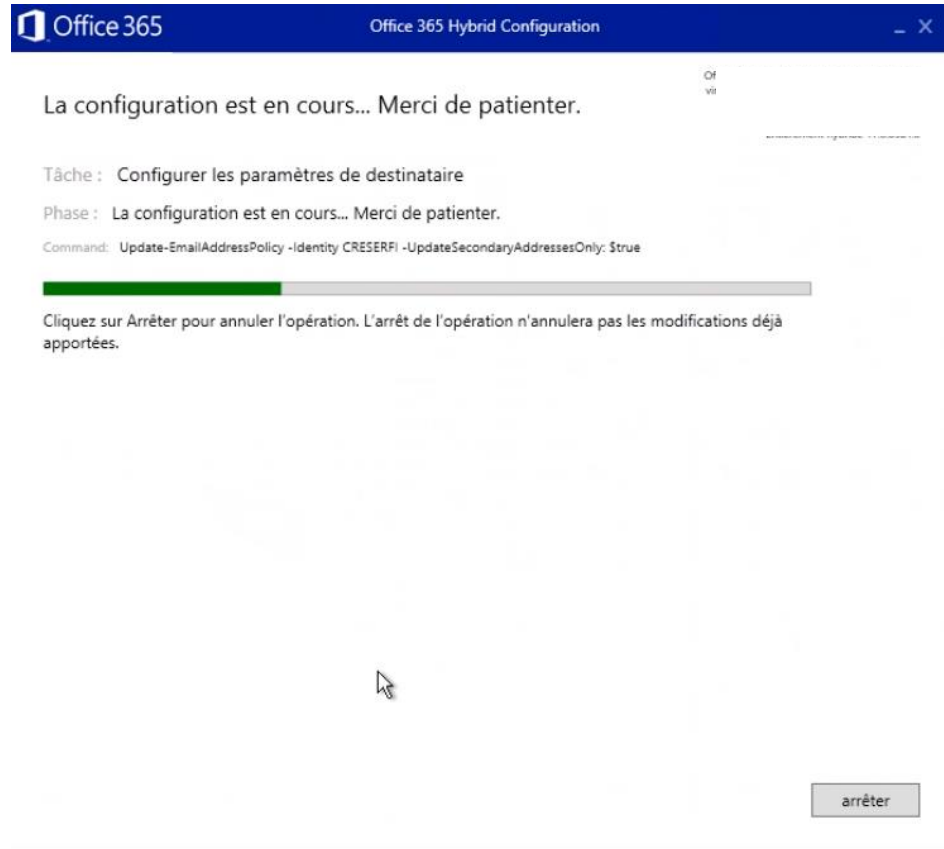 Office 365
Office 365 Hybrid Configuration
Of
La configuration est en cours... Merci de patienter.
Tâche : Configurer les paramètres de destinataire
Phase : La configuration est en cours... Merci de patienter.
Command: Update-EmailAddressPolicy -Identity CRESERFI -UpdateSecondaryAddressesOnly: $true
Cliquez sur Arrêter pour annuler l'opération. L'arrêt de l'opération n'annulera pas les modifications déjà
apportées.
arrêter